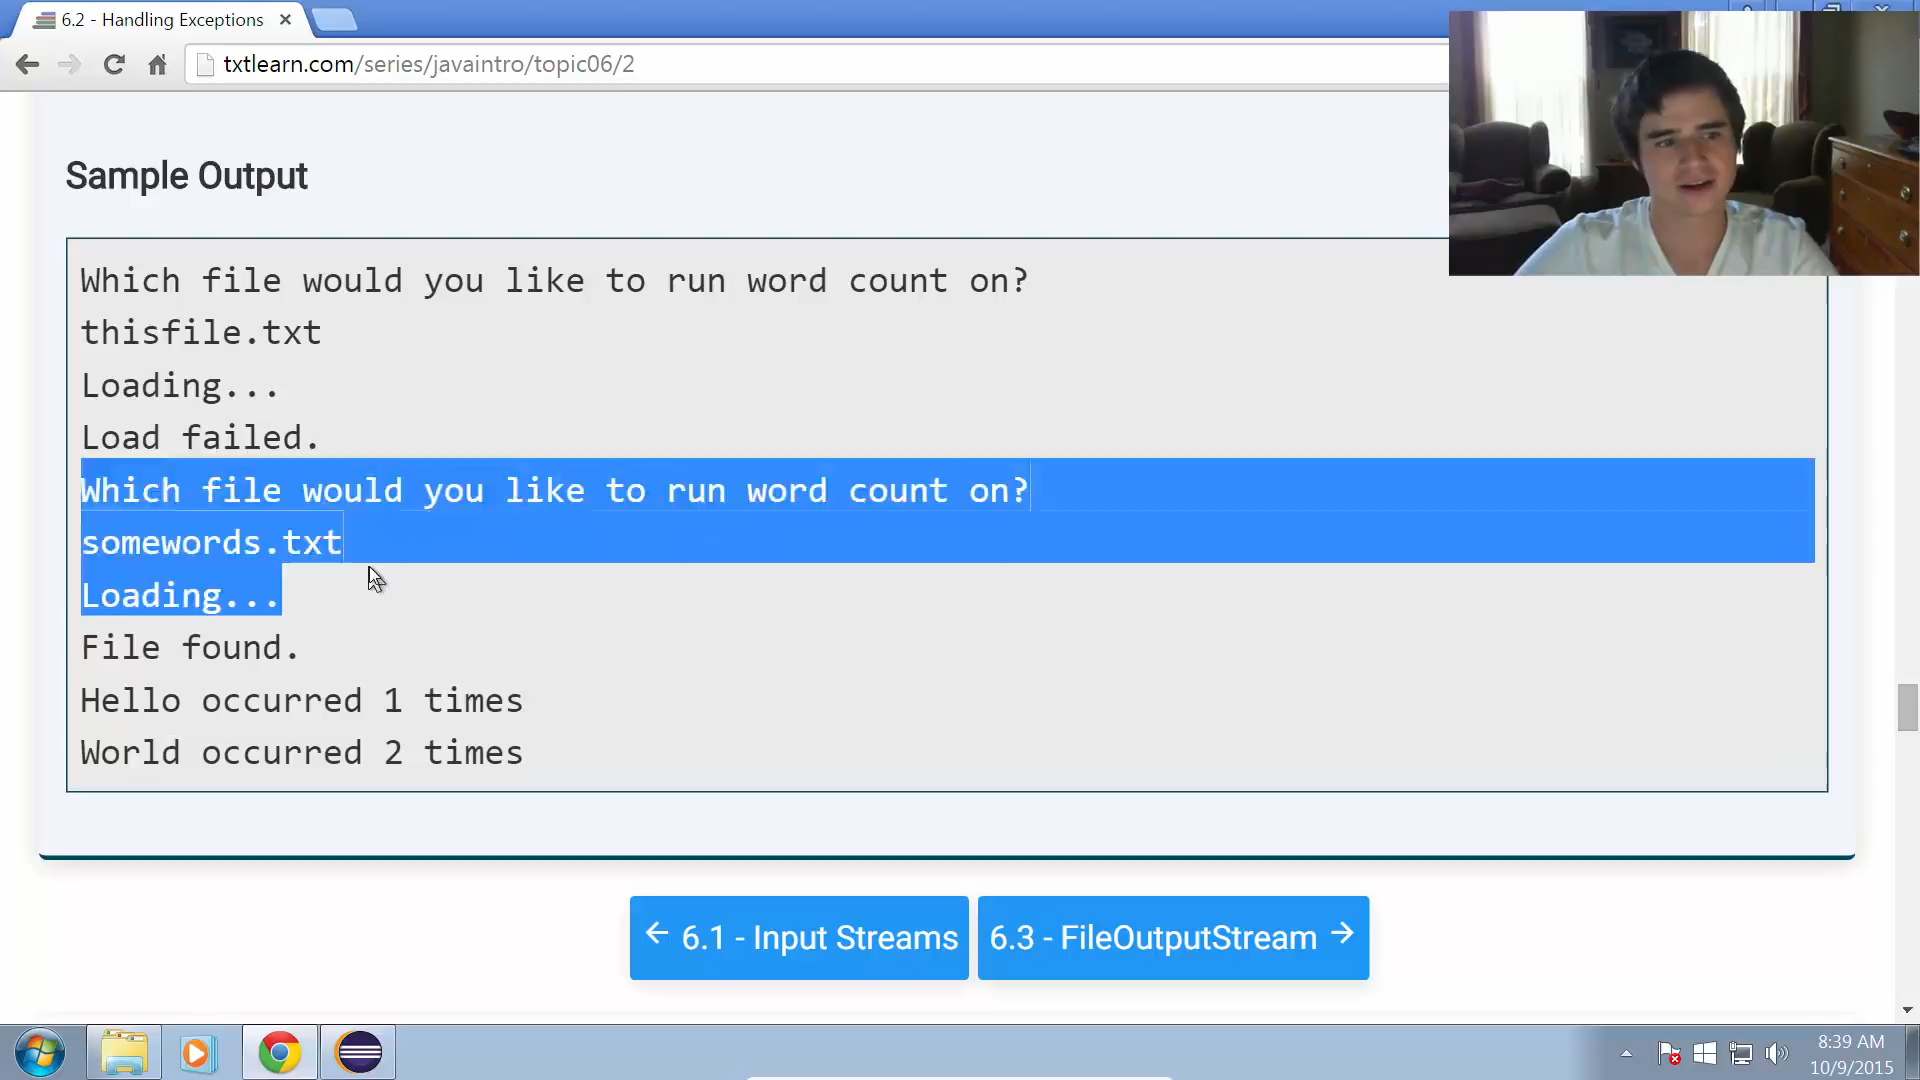 6.2 - Handling Exceptions
txtlearn.com/series/javaintro/topic06/2
Sample Output
Which file would you like to run word count on?
thisfile.txt
Loading...
Load failed.
Which file would you like to run word count on?
somewords.txt
Loading...
File found.
Hello occurred 1 times
World occurred 2 times
← 6.1 - Input Streams
6.3 - FileOutputStream →
8:39 AM
10/9/2015